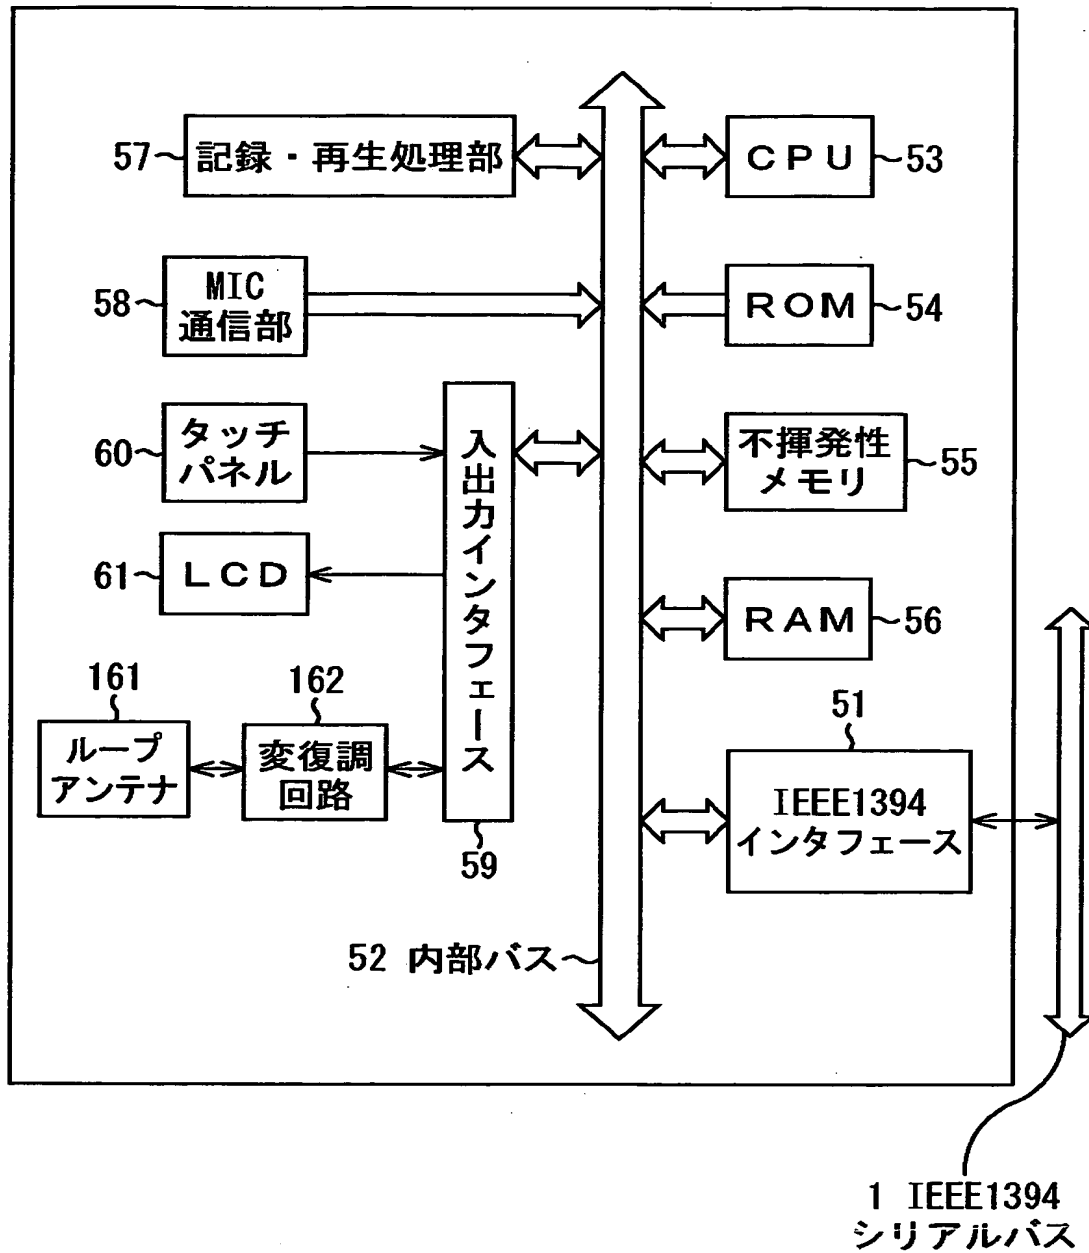 57
記録・再生処理部
CPU
53
58
MIC
通信部
ROM
54
60
タッチ
パネル
入出力インタフェース
59
不揮発性
メモリ
55
61
LCD
RAM
56
161
ループ
アンテナ
162
変復調
回路
51
IEEE1394
インタフェース
52 内部バス
1 IEEE1394
シリアルバス